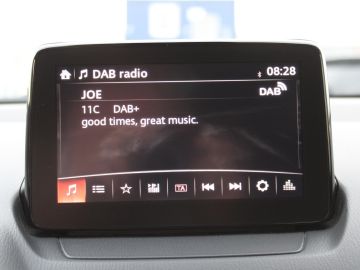 DAB radio 08:28
JOE DAB
11C DAB+
good times, great music.
TA